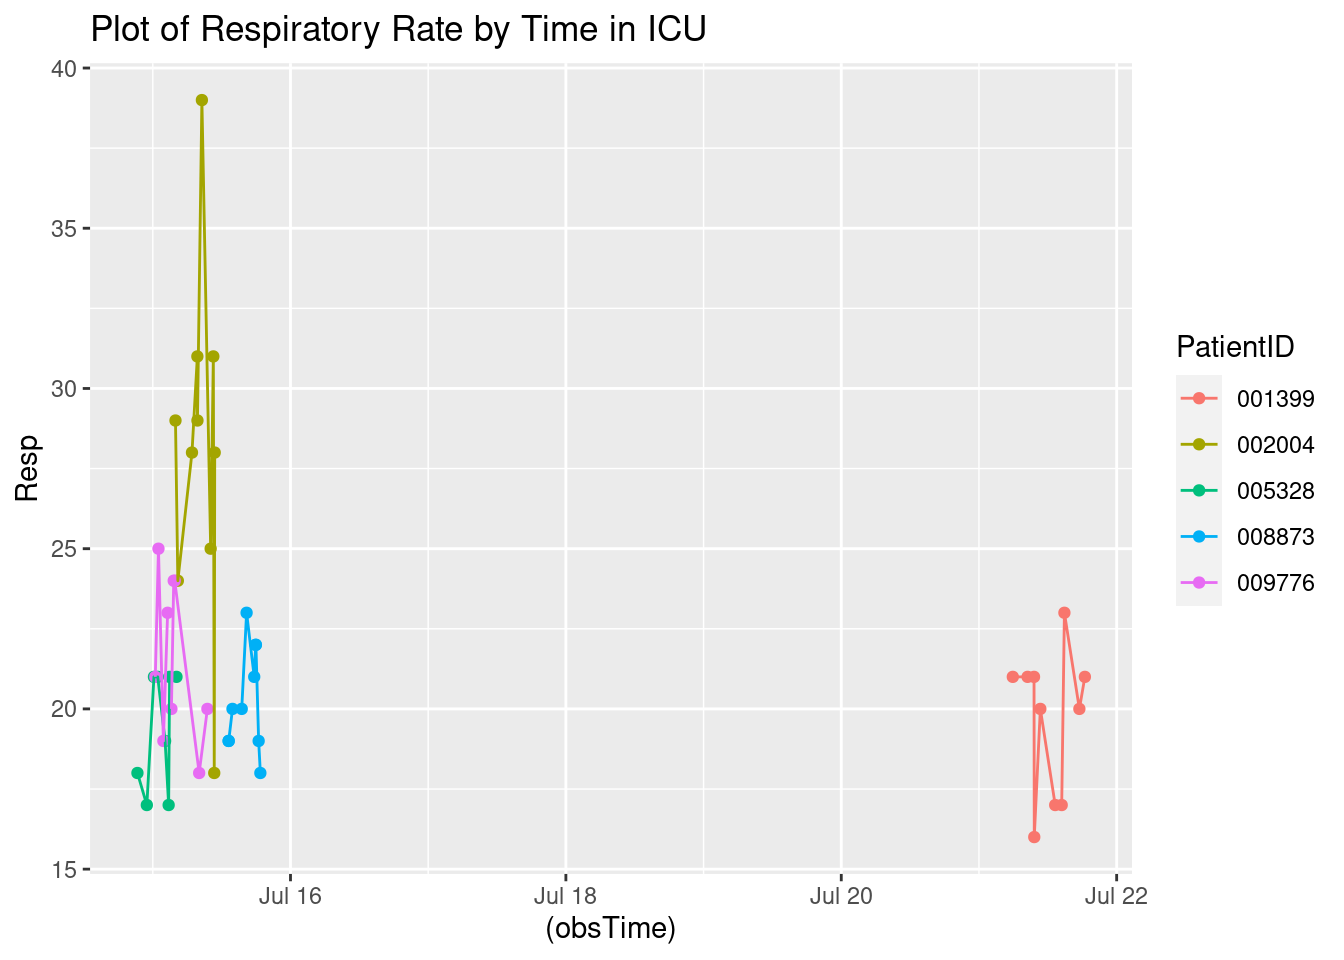 Plot of Respiratory Rate by Time in ICU
40
35
30
25
20
15
Resp
Jul 16
Jul 18
Jul 20
Jul 22
(obsTime)
PatientID
001399
002004
005328
008873
009776